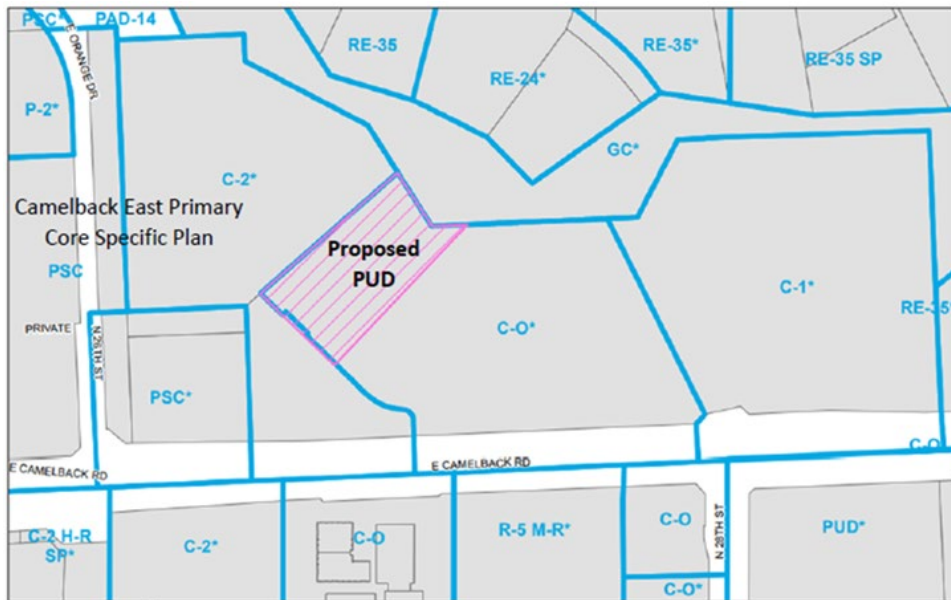 PSC*
PAD-14
E ORANGE DR
RE-35
RE-35*
RE-24*
RE-35 SP
P-2*
GC*
C-2*
Camelback East Primary
Core Specific Plan
Proposed
PUD
PSC
C-1*
RE-35*
PRIVATE
N 26TH ST
C-O*
PSC*
E CAMELBACK RD
E CAMELBACK RD
C-O
C-2 H-R
SP*
C-2*
C-O
R-5 M-R*
C-O
N 28TH ST
PUD*
C-O*